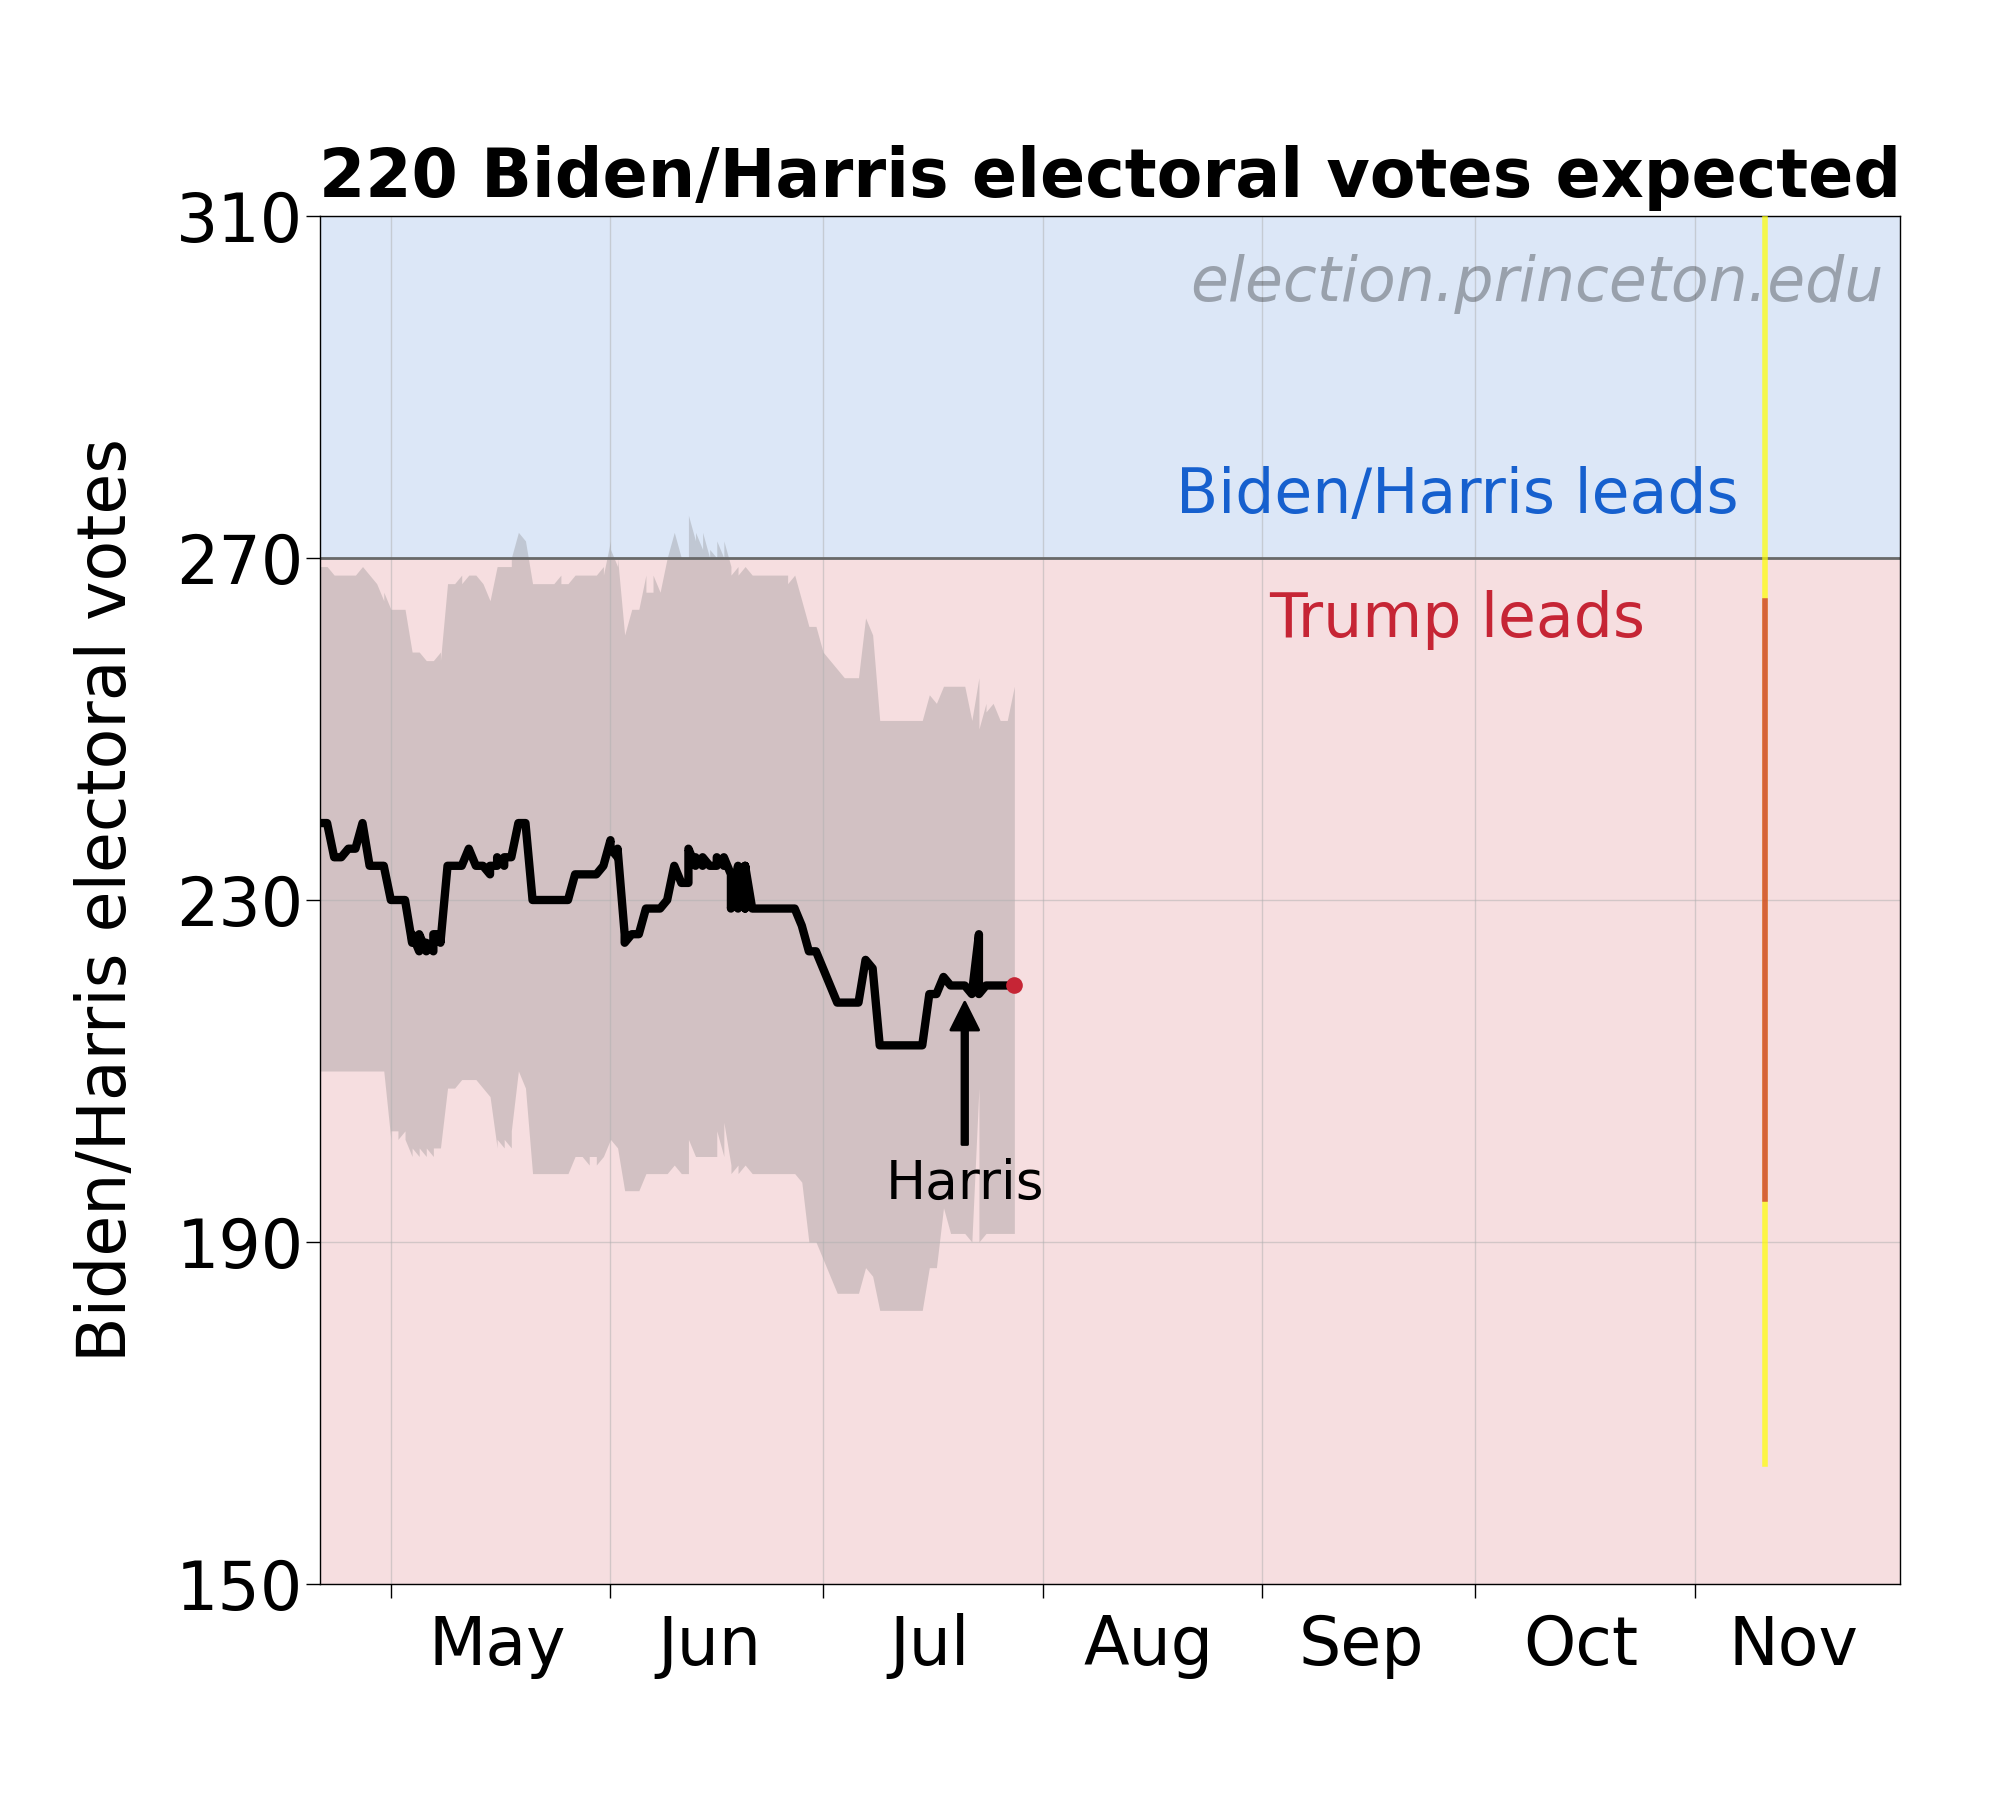 220 Biden/Harris electoral votes expected
310
election.princeton.edu
Biden/Harris leads
270
Trump leads
Biden/Harris electoral votes
230
Harris
190
150
May Jun Jul Aug Sep Oct Nov